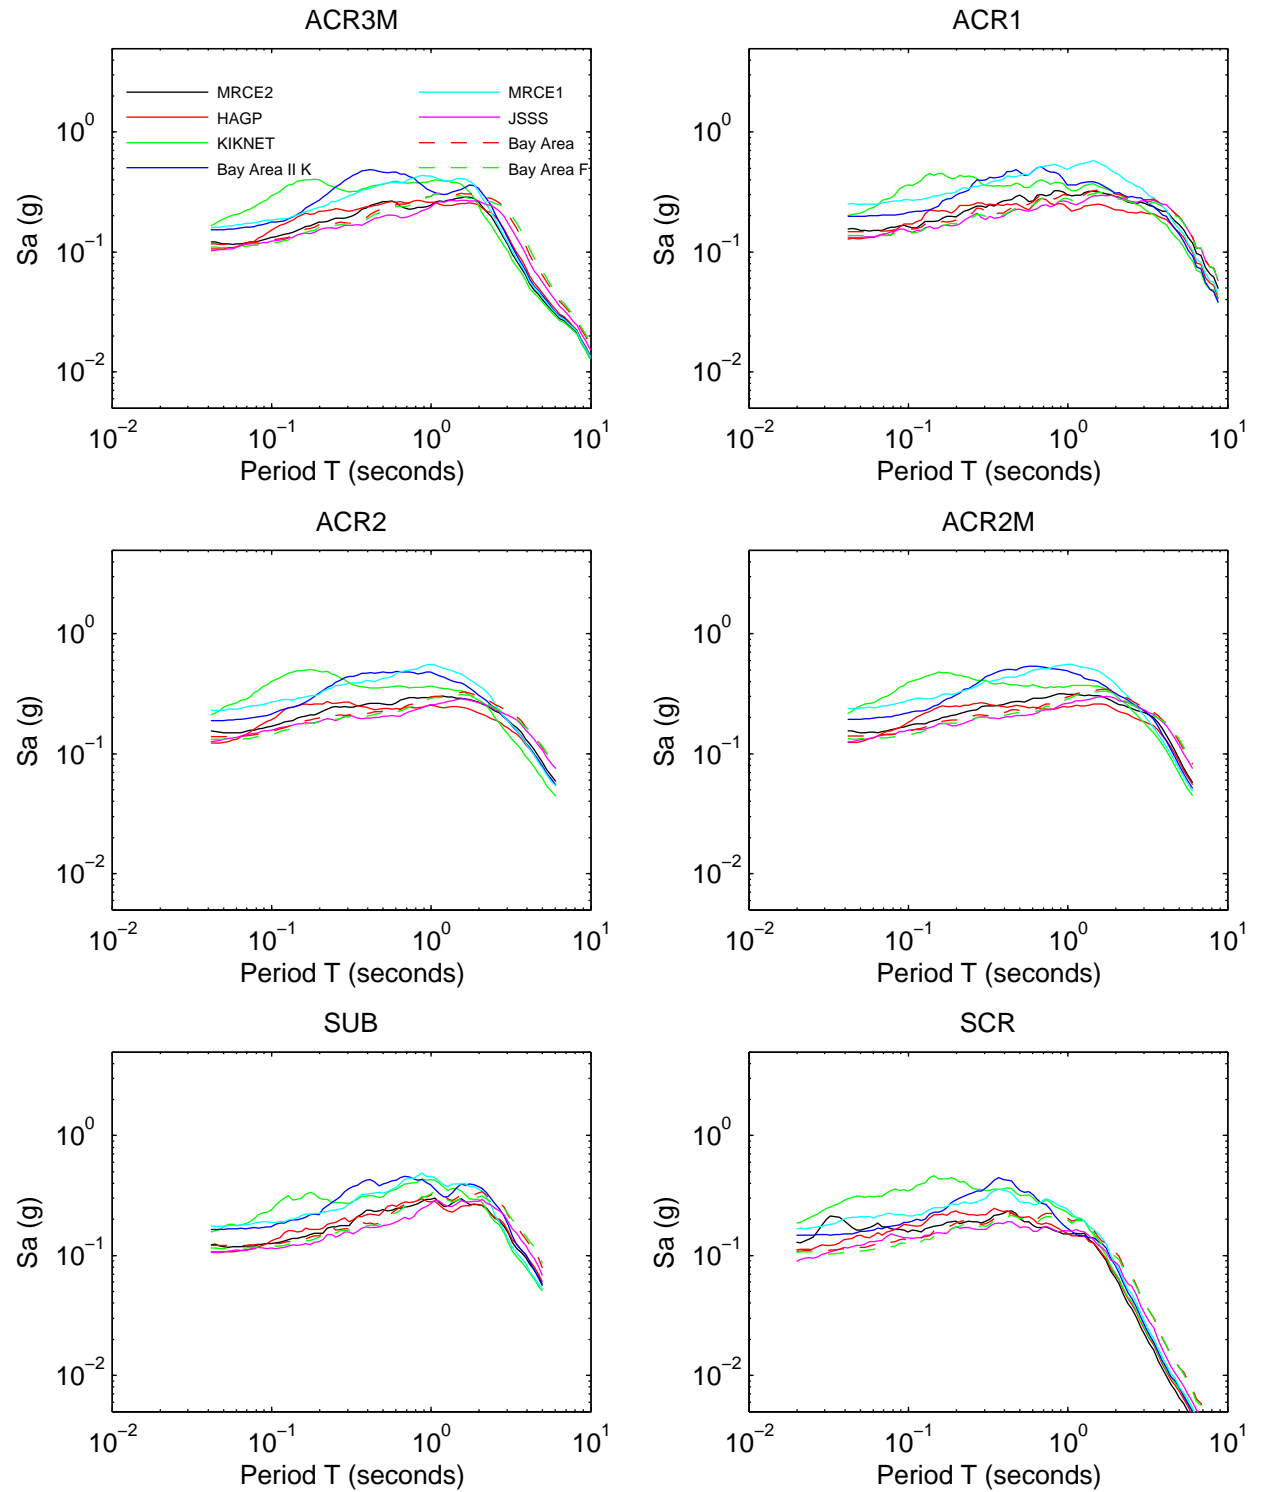 ACR3M
MRCE2
HAGP
KIKNET
Bay Area II K
MRCE1
JSSS
Bay Area
Bay Area F
10^0
10^−1
10^−2
Sa (g)
10^−2 10^−1 10^0 10^1
Period T (seconds)
ACR1
10^0
10^−1
10^−2
Sa (g)
10^−2 10^−1 10^0 10^1
Period T (seconds)
ACR2
10^0
10^−1
10^−2
Sa (g)
10^−2 10^−1 10^0 10^1
Period T (seconds)
ACR2M
10^0
10^−1
10^−2
Sa (g)
10^−2 10^−1 10^0 10^1
Period T (seconds)
SUB
10^0
10^−1
10^−2
Sa (g)
10^−2 10^−1 10^0 10^1
Period T (seconds)
SCR
10^0
10^−1
10^−2
Sa (g)
10^−2 10^−1 10^0 10^1
Period T (seconds)